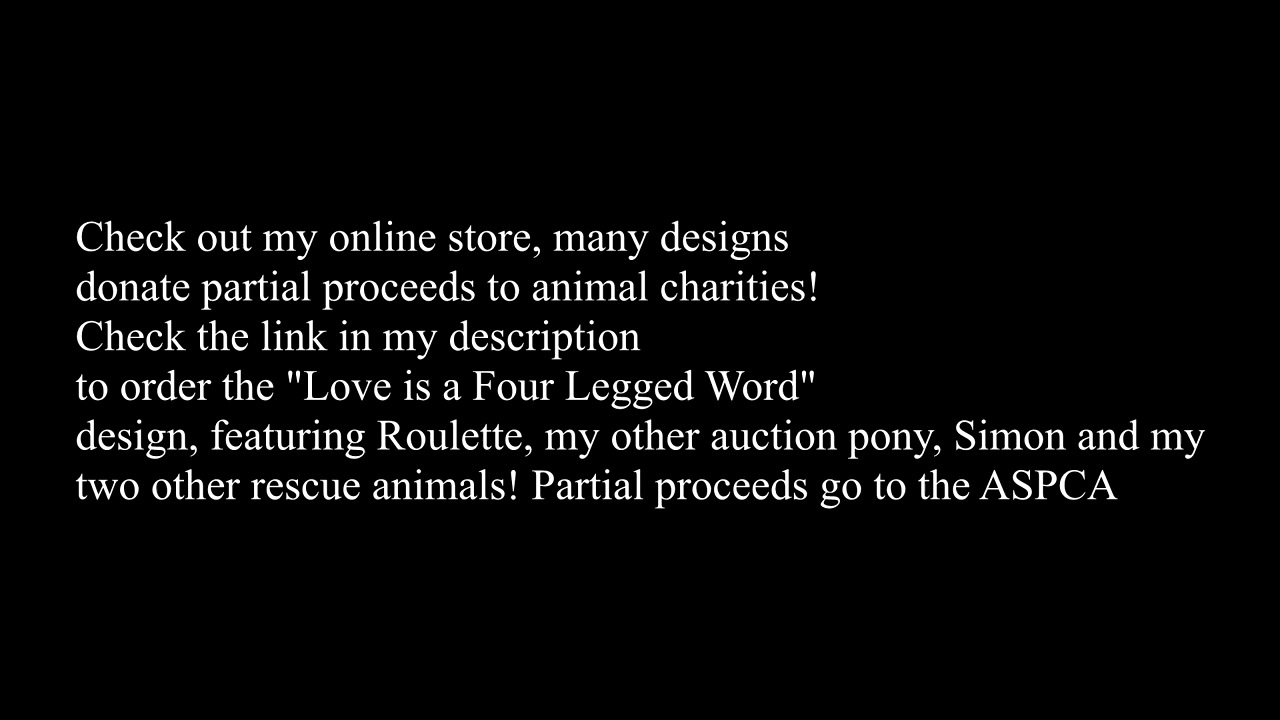 Check out my online store, many designs
donate partial proceeds to animal charities!
Check the link in my description
to order the "Love is a Four Legged Word"
design, featuring Roulette, my other auction pony, Simon and my
two other rescue animals! Partial proceeds go to the ASPCA